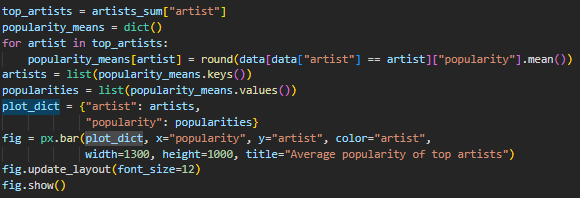 top_artists = artists_sum["artist"]
popularity_means = dict()
for artist in top_artists:
    popularity_means[artist] = round(data[data["artist"] == artist]["popularity"].mean())
artists = list(popularity_means.keys())
popularities = list(popularity_means.values())
plot_dict = {"artist": artists,
             "popularity": popularities}
fig = px.bar(plot_dict, x="popularity", y="artist", color="artist",
             width=1300, height=1000, title="Average popularity of top artists")
fig.update_layout(font_size=12)
fig.show()